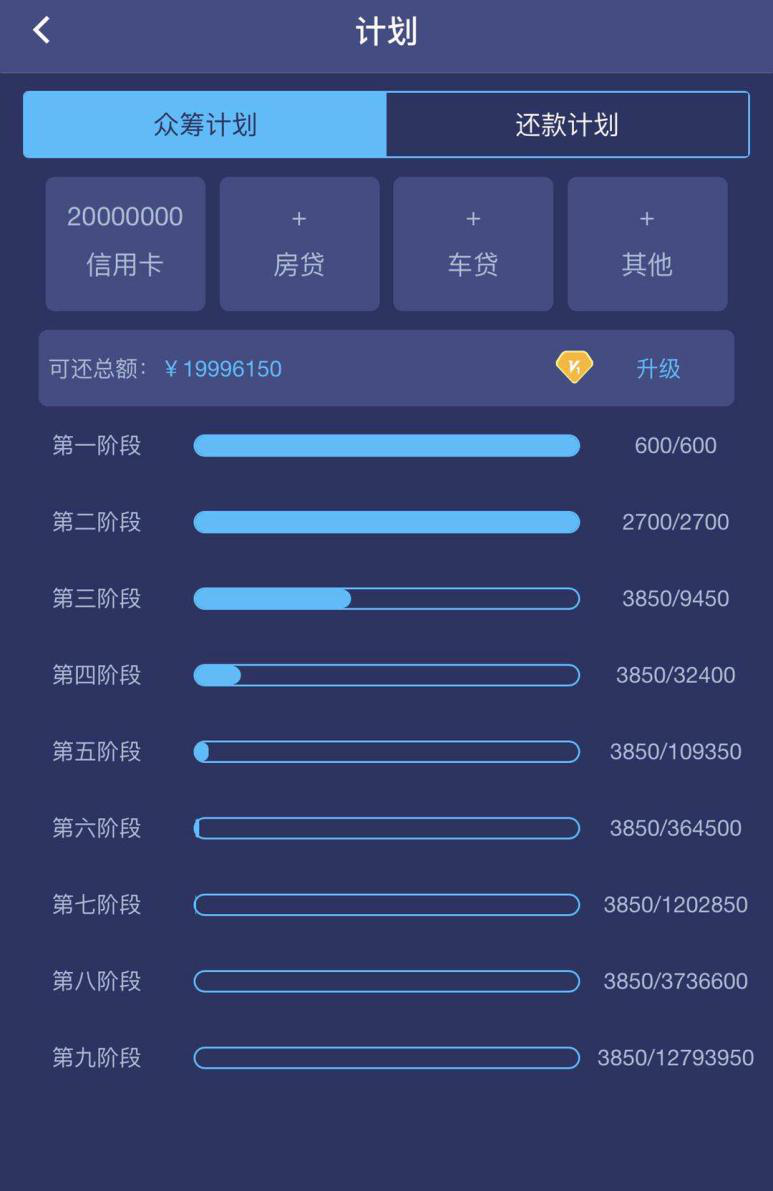 计划
众筹计划 还款计划
20000000 + + +
信用卡 房贷 车贷 其他
可还总额：￥19996150 V1 升级
第一阶段 600/600
第二阶段 2700/2700
第三阶段 3850/9450
第四阶段 3850/32400
第五阶段 3850/109350
第六阶段 3850/364500
第七阶段 3850/1202850
第八阶段 3850/3736600
第九阶段 3850/12793950